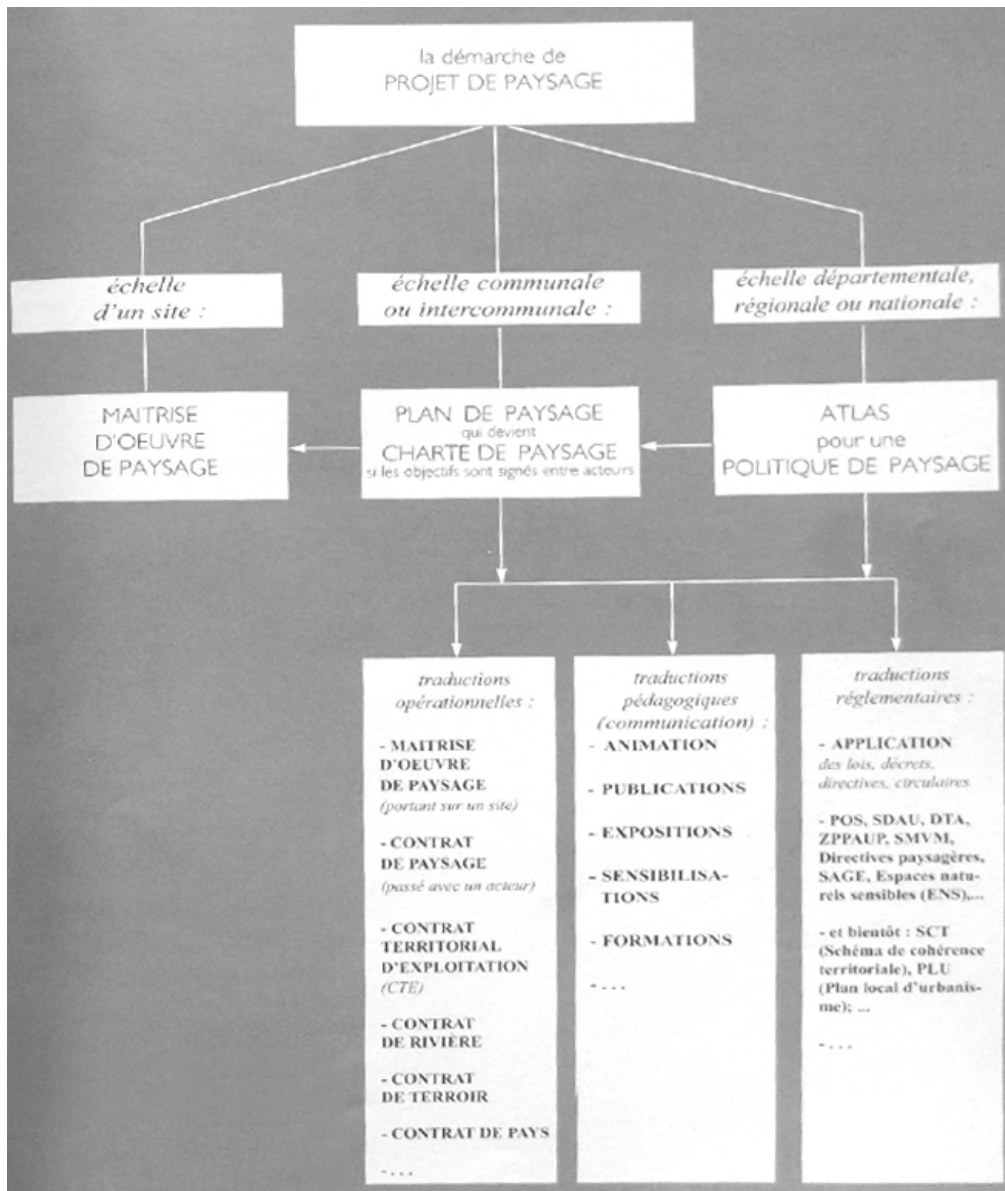 la démarche de
PROJET DE PAYSAGE
échelle
d'un site :
échelle communale
ou intercommunale :
échelle départementale,
régionale ou nationale :
MAITRISE
D'OEUVRE
DE PAYSAGE
PLAN DE PAYSAGE
qui devient
CHARTE DE PAYSAGE
si les objectifs sont signés entre acteurs
ATLAS
pour une
POLITIQUE DE PAYSAGE
traductions
opérationnelles :
- MAITRISE
D'OEUVRE
DE PAYSAGE
(portant sur un site)
- CONTRAT
DE PAYSAGE
(passé avec un acteur)
- CONTRAT
TERRITORIAL
D'EXPLOITATION
(CTE)
- CONTRAT
DE RIVIÈRE
- CONTRAT
DE TERROIR
- CONTRAT DE PAYS
-...
traductions
pédagogiques
(communication) :
- ANIMATION
- PUBLICATIONS
- EXPOSITIONS
- SENSIBILISA-
TIONS
- FORMATIONS
-...
traductions
réglementaires :
- APPLICATION
des lois, décrets,
directives, circulaires
- POS, SDAU, DTA,
ZPPAUP, SMVM,
Directives paysagères,
SAGE, Espaces natu-
rels sensibles (ENS),...
- et bientôt : SCT
(Schéma de cohérence
territoriale), PLU
(Plan local d'urbanis-
me); ...
-...